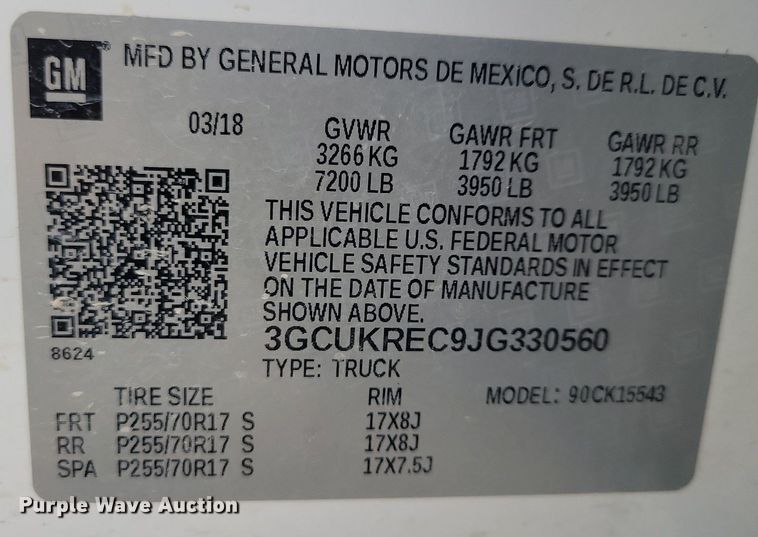 GM
MFD BY GENERAL MOTORS DE MEXICO, S. DE R.L. DE C.V.
03/18 GVWR GAWR FRT GAWR RR
3266 KG 1792 KG 1792 KG
7200 LB 3950 LB 3950 LB
THIS VEHICLE CONFORMS TO ALL
APPLICABLE U.S. FEDERAL MOTOR
VEHICLE SAFETY STANDARDS IN EFFECT
ON THE DATE OF MANUFACTURE
SHOWN ABOVE.
3GCUKREC9JG330560
8624
TYPE: TRUCK
TIRE SIZE RIM MODEL: 90CK15543
FRT P255/70R17 S 17X8J
RR P255/70R17 S 17X8J
SPA P255/70R17 S 17X7.5J
Purple Wave Auction